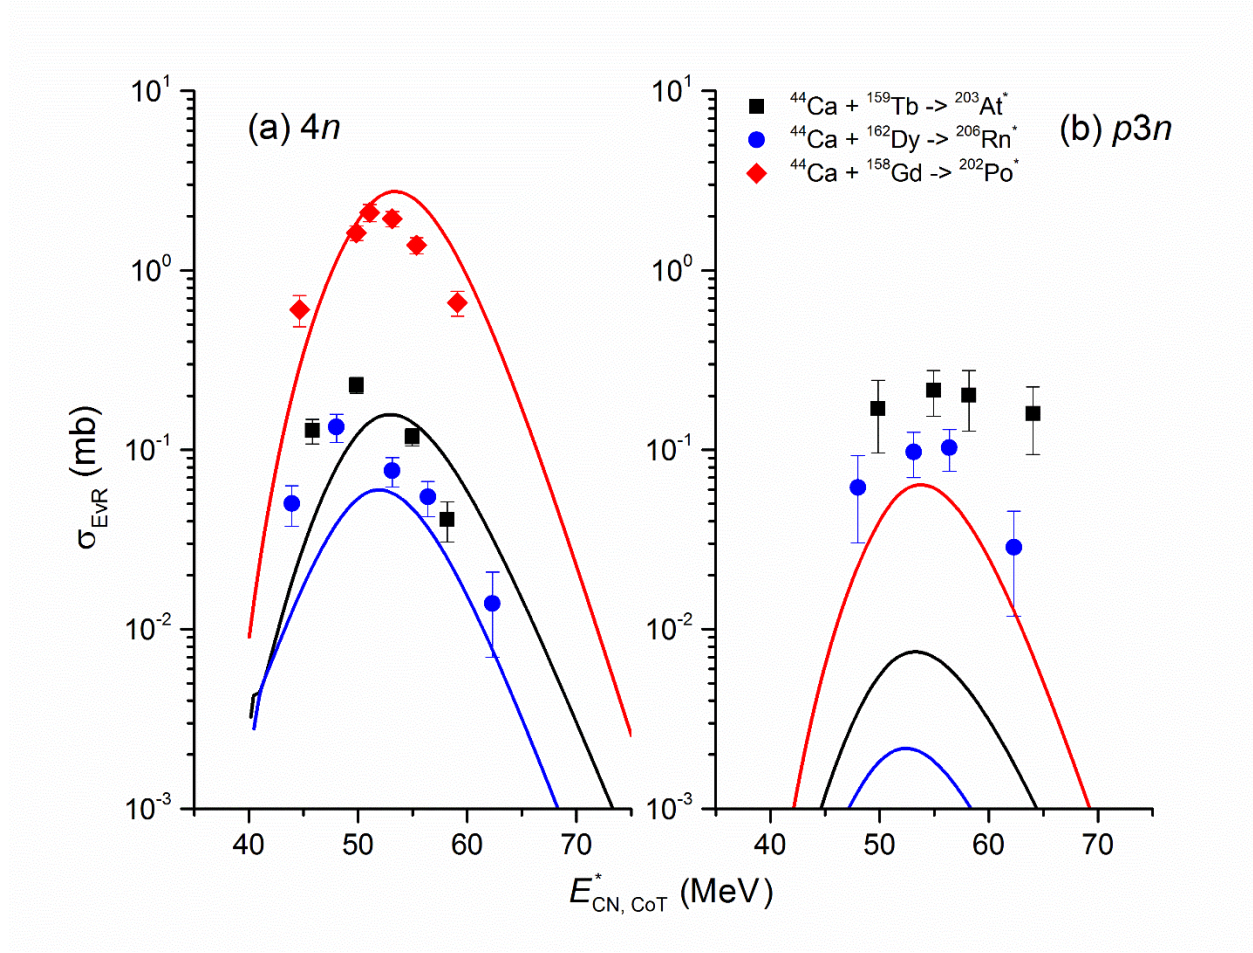 (a) 4n
(b) p3n
⁴⁴Ca + ¹⁵⁹Tb -> ²⁰³At*
⁴⁴Ca + ¹⁶²Dy -> ²⁰⁶Rn*
⁴⁴Ca + ¹⁵⁸Gd -> ²⁰²Po*
σEvR (mb)
10¹
10⁰
10⁻¹
10⁻²
10⁻³
10¹
10⁰
10⁻¹
10⁻²
10⁻³
40 50 60 70
40 50 60 70
E*CN, CoT (MeV)